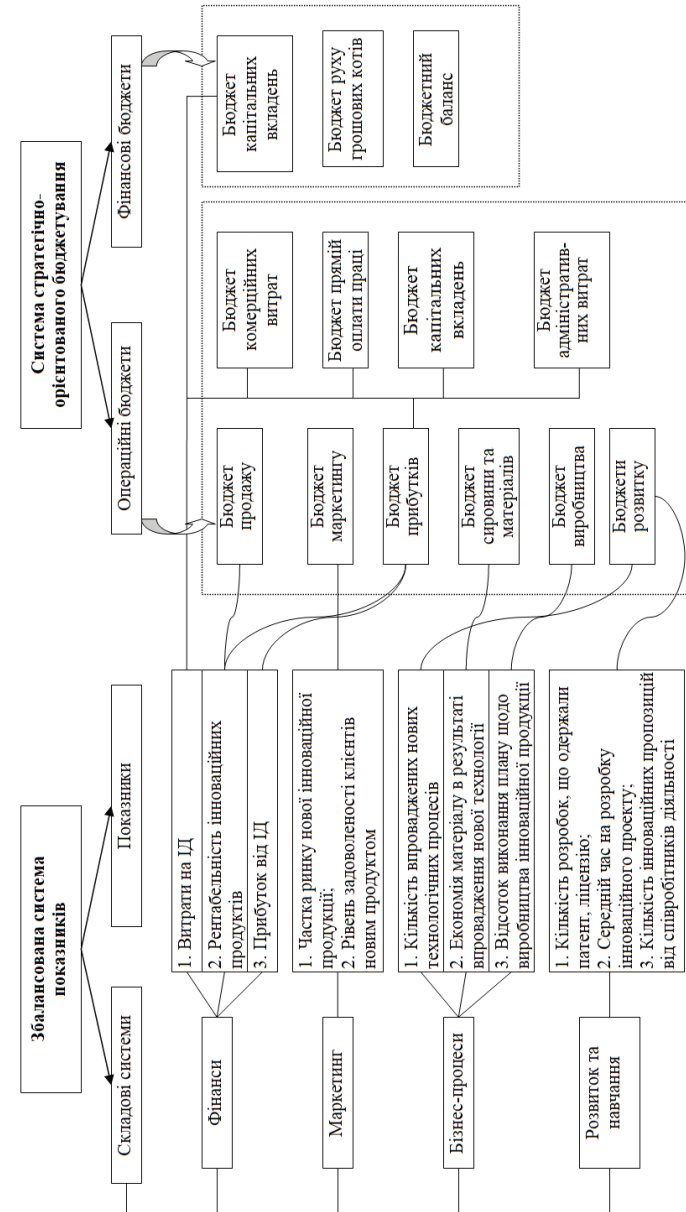 Збалансована система
показників
Система стратегічно-
орієнтованого бюджетування
Складові системи
Показники
Операційні бюджети
Фінансові бюджети
Фінанси
1. Витрати на ІД
2. Рентабельність інноваційних
продуктів
3. Прибуток від ІД
Маркетинг
1. Частка ринку нової інноваційної
продукції;
2. Рівень задоволеності клієнтів
новим продуктом
Бізнес-процеси
1. Кількість впроваджених нових
технологічних процесів
2. Економія матеріалу в результаті
впровадження нової технології
3. Відсоток виконання плану щодо
виробництва інноваційної продукції
Розвиток та
навчання
1. Кількість розробок, що одержали
патент, ліцензію;
2. Середній час на розробку
інноваційного проекту;
3. Кількість інноваційних пропозицій
від співробітників діяльності
Бюджет
продажу
Бюджет
маркетингу
Бюджет
прибутків
Бюджет
сировини та
матеріалів
Бюджет
виробництва
Бюджети
розвитку
Бюджет
комерційних
витрат
Бюджет прямій
оплати праці
Бюджет
капітальних
вкладень
Бюджет
адміністратив-
них витрат
Бюджет
капітальних
вкладень
Бюджет руху
грошових котів
Бюджетний
баланс